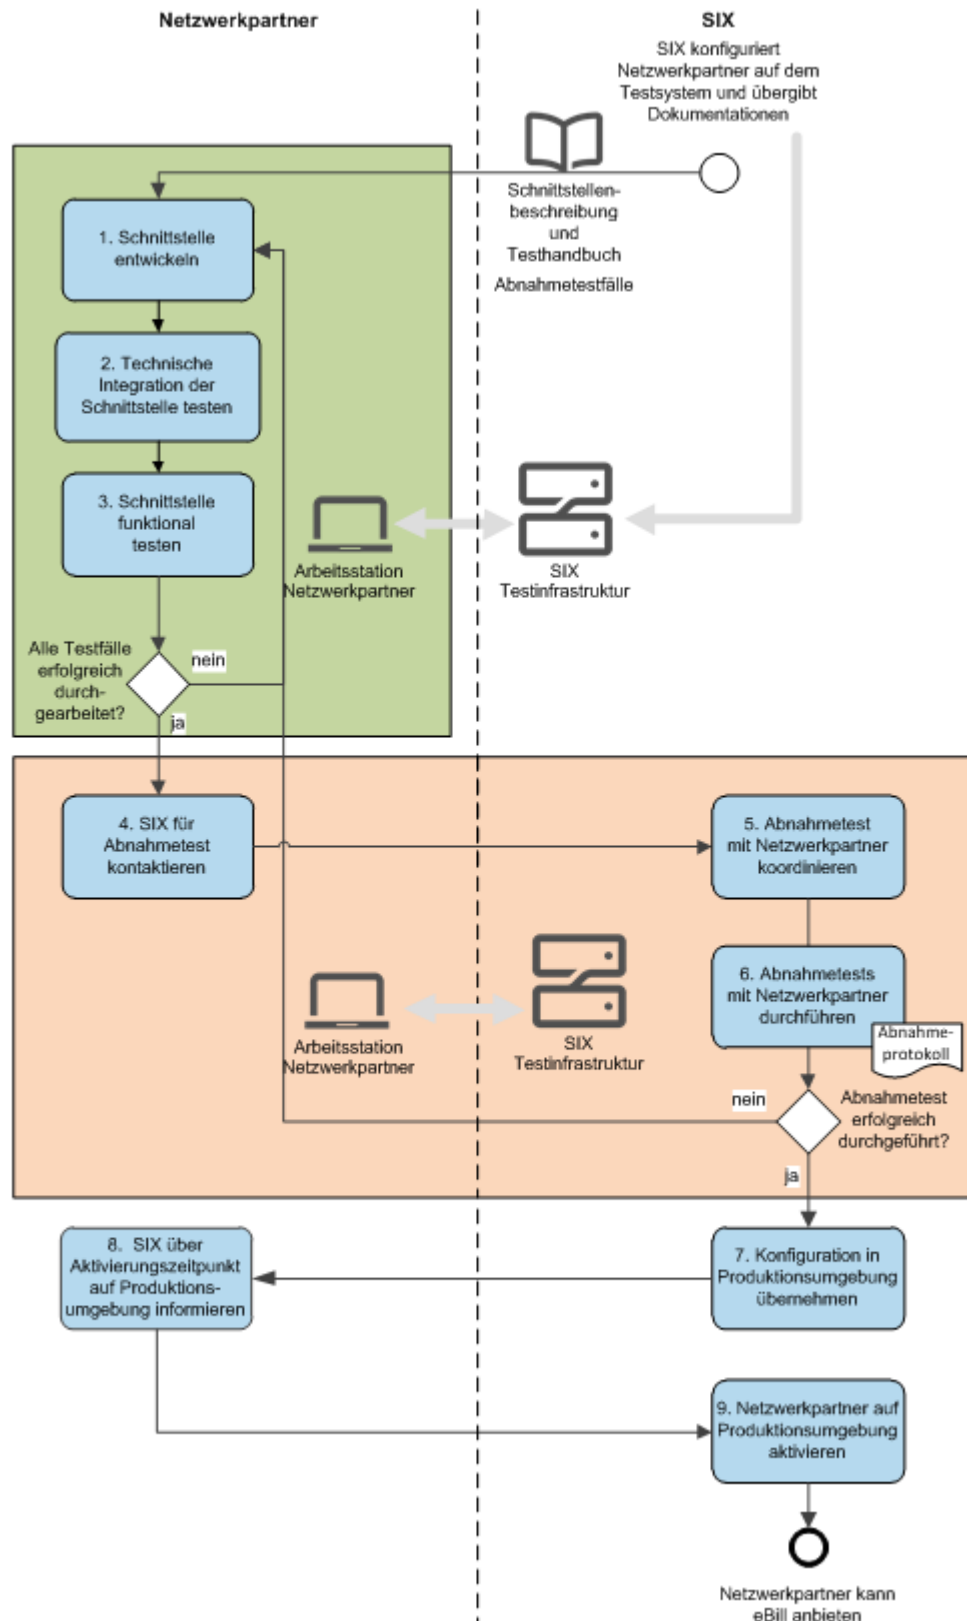 Netzwerkpartner
SIX
SIX konfiguriert
Netzwerkpartner auf dem
Testsystem und übergibt
Dokumentationen
Schnittstellen-
beschreibung
und
Testhandbuch
Abnahmetestfälle
1. Schnittstelle
entwickeln
2. Technische
Integration der
Schnittstelle testen
3. Schnittstelle
funktional
testen
Arbeitsstation
Netzwerkpartner
SIX
Testinfrastruktur
Alle Testfälle
erfolgreich
durch-
gearbeitet?
nein
ja
4. SIX für
Abnahmetest
kontaktieren
5. Abnahmetest
mit Netzwerkpartner
koordinieren
6. Abnahmetests
mit Netzwerkpartner
durchführen
Abnahme-
protokoll
Arbeitsstation
Netzwerkpartner
SIX
Testinfrastruktur
nein
Abnahmetest
erfolgreich
durchgeführt?
ja
7. Konfiguration in
Produktionsumgebung
übernehmen
8. SIX über
Aktivierungszeitpunkt
auf Produktions-
umgebung informieren
9. Netzwerkpartner auf
Produktionsumgebung
aktivieren
Netzwerkpartner kann
eBill anbieten